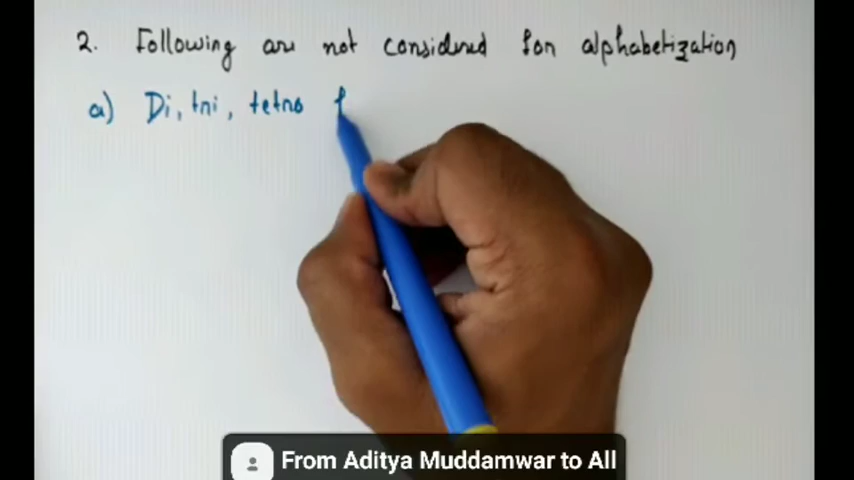 2. Following are not considered for alphabetization
a) Di, tri, tetra f
From Aditya Muddamwar to All